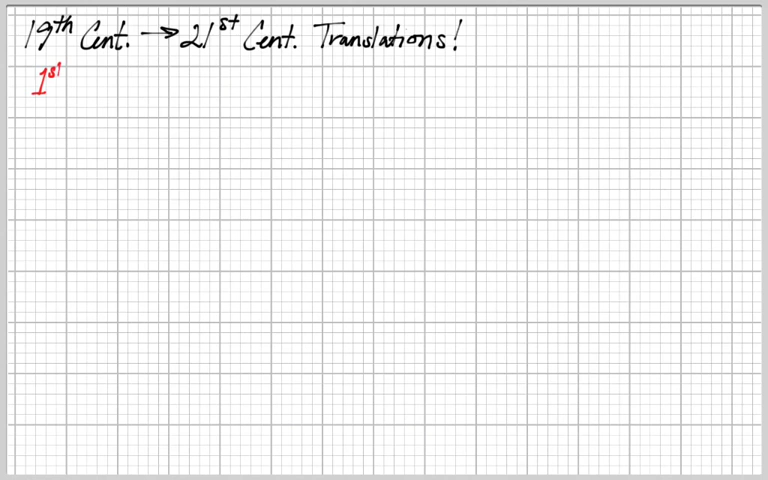 19th Cent. → 21st Cent. Translations!
1st